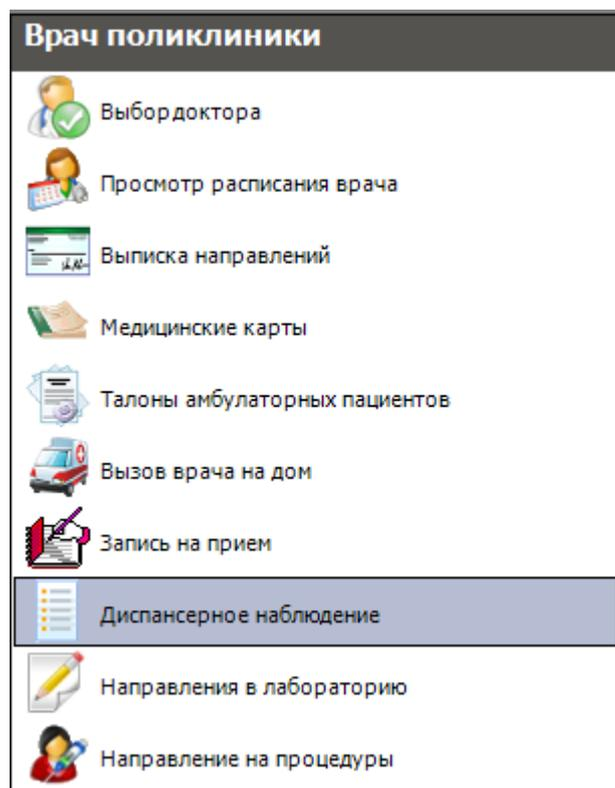 Врач поликлиники
Выбор доктора
Просмотр расписания врача
Выписка направлений
Медицинские карты
Талоны амбулаторных пациентов
Вызов врача на дом
Запись на прием
Диспансерное наблюдение
Направления в лабораторию
Направление на процедуры